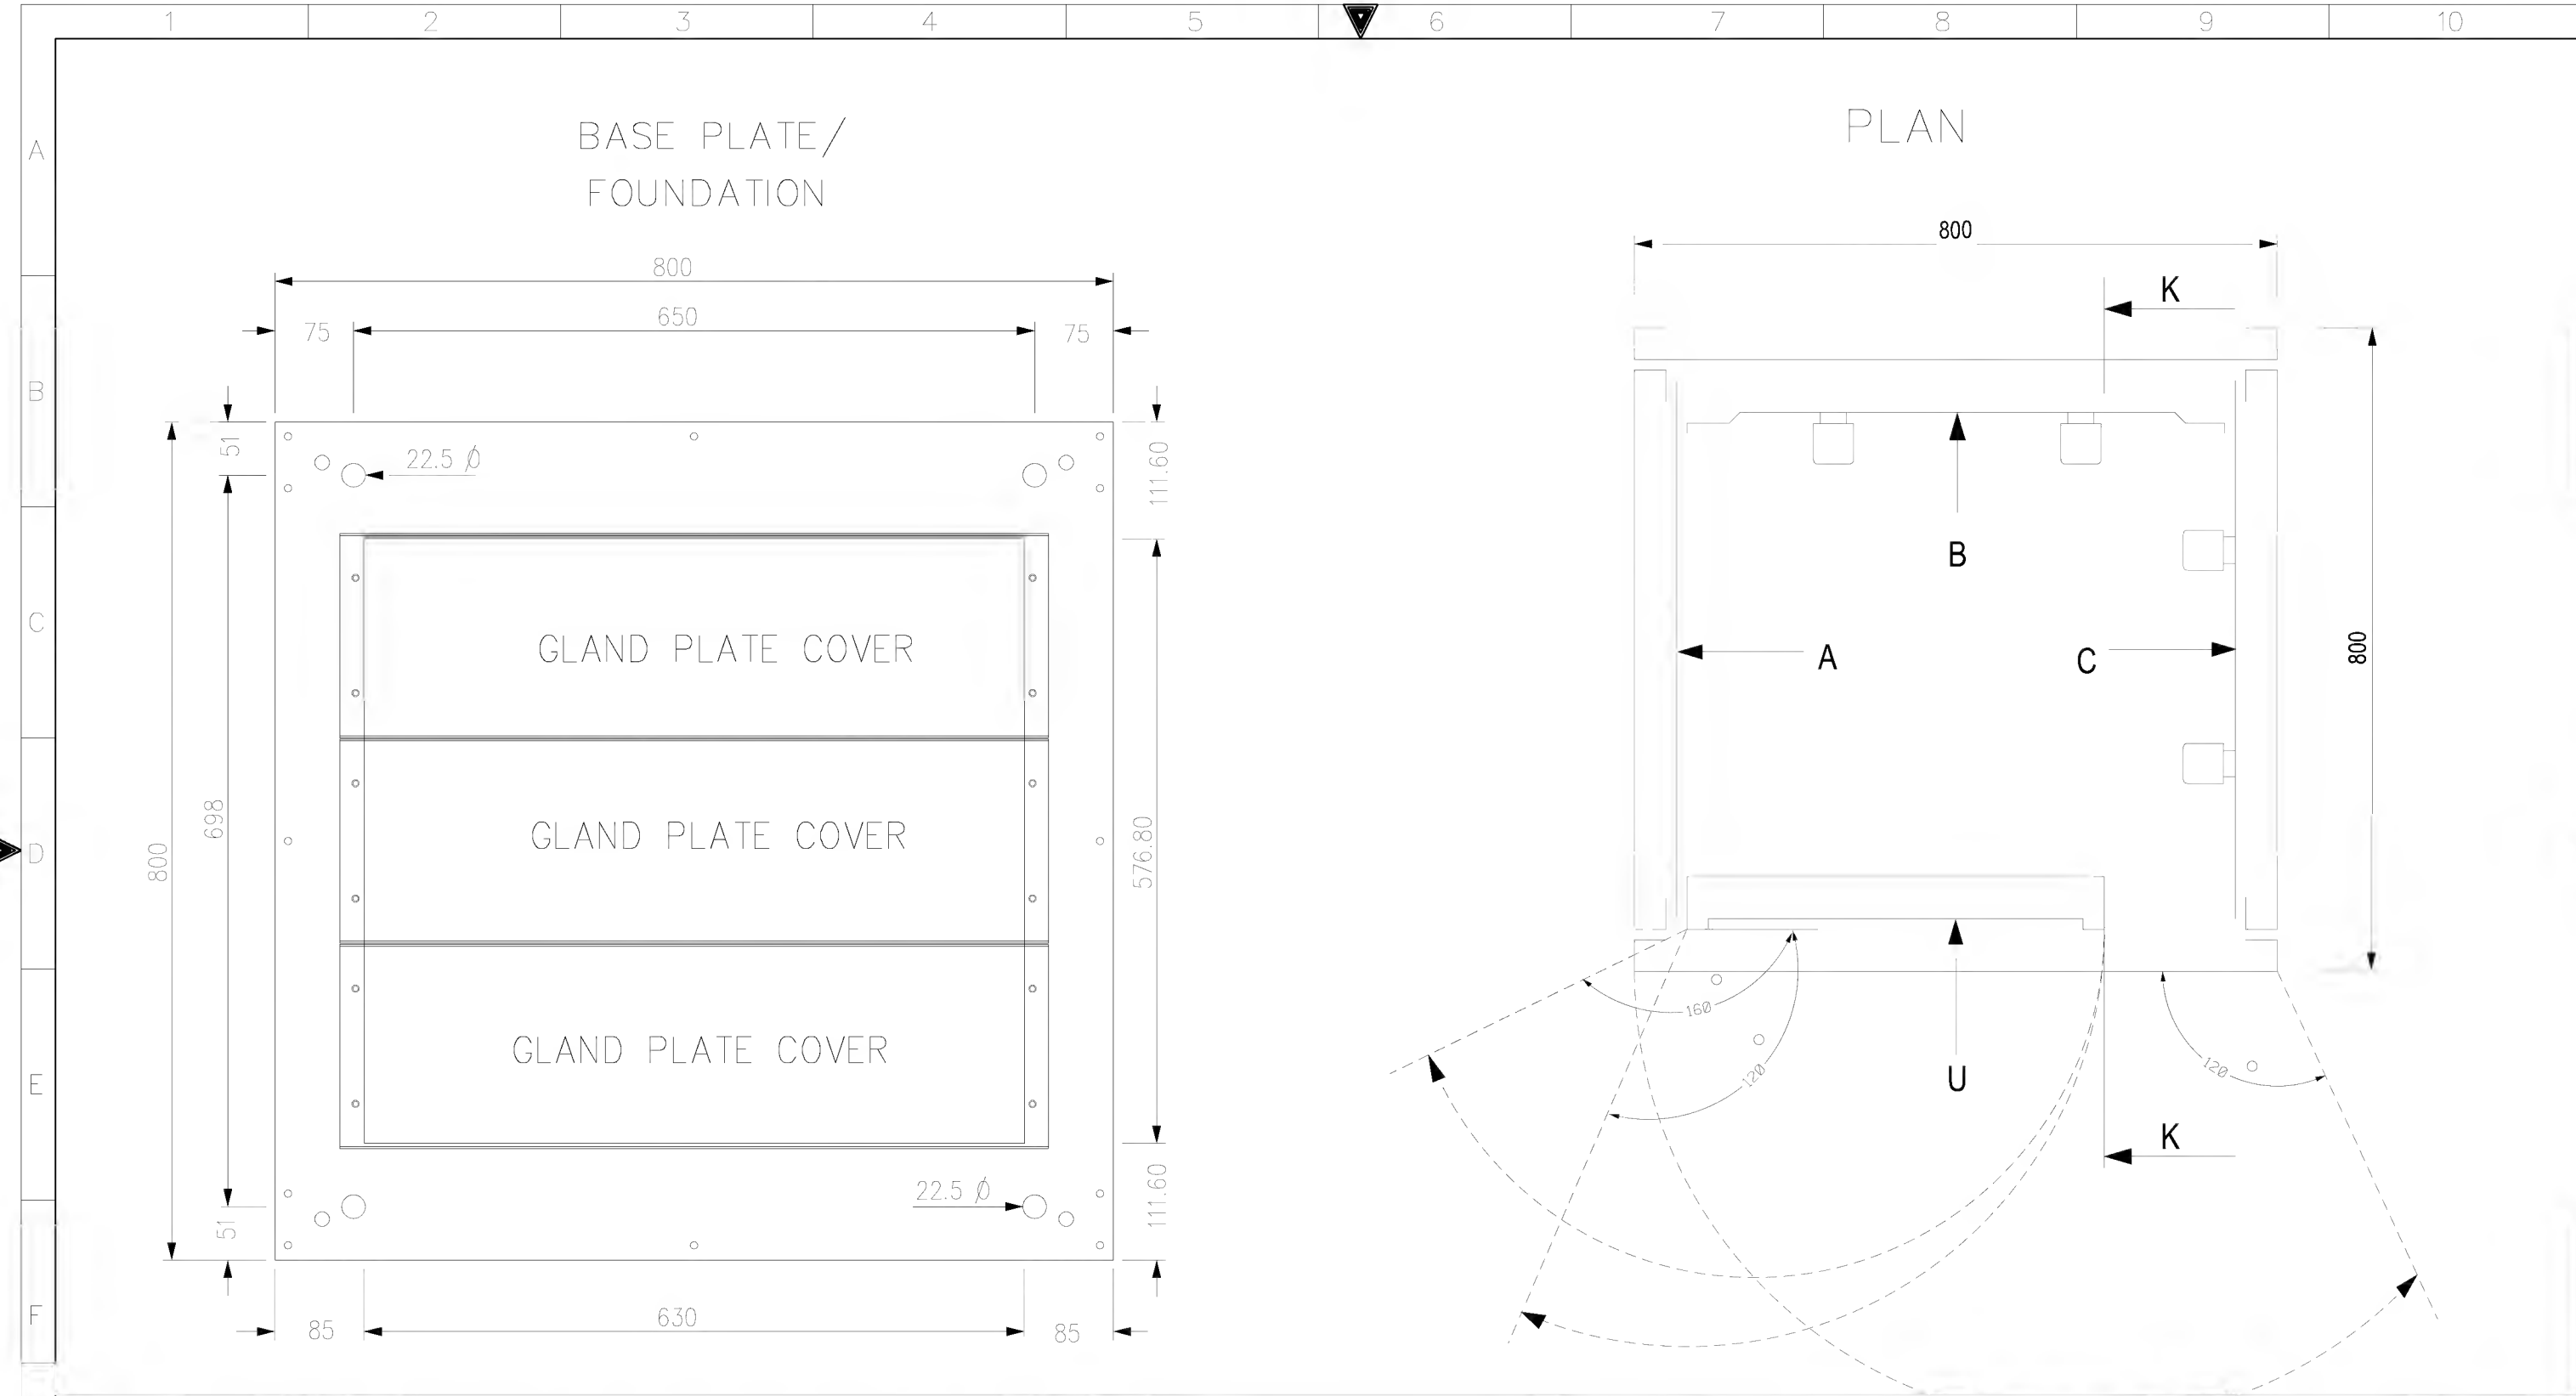 1 2 3 4 5 6 7 8 9 10
A
B
C
D
E
F
BASE PLATE/
FOUNDATION
800
650
75
75
51
22.5 Ø
111.60
GLAND PLATE COVER
698
800
GLAND PLATE COVER
576.80
GLAND PLATE COVER
22.5 Ø
51
111.60
85
630
85
PLAN
800
K
B
A
C
800
160°
120°
U
120°
K